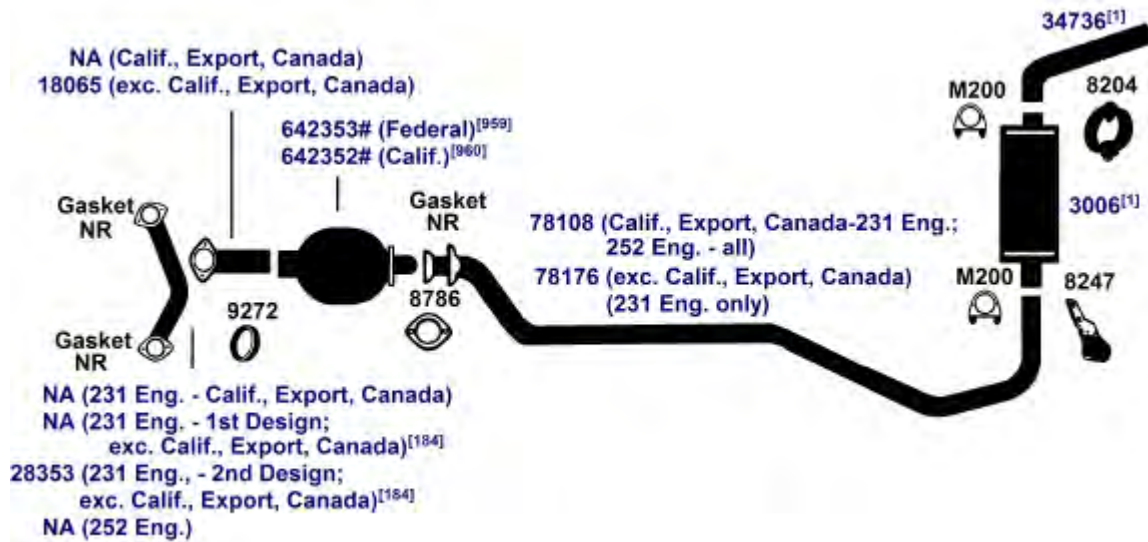 34736[1]
NA (Calif., Export, Canada)
18065 (exc. Calif., Export, Canada)
M200
8204
642353# (Federal)[959]
642352# (Calif.)[960]
Gasket
NR
Gasket
NR
78108 (Calif., Export, Canada-231 Eng.;
252 Eng. - all)
3006[1]
78176 (exc. Calif., Export, Canada)
(231 Eng. only)
M200
8247
9272
8786
Gasket
NR
NA (231 Eng. - Calif., Export, Canada)
NA (231 Eng. - 1st Design;
exc. Calif., Export, Canada)[184]
28353 (231 Eng., - 2nd Design;
exc. Calif., Export, Canada)[184]
NA (252 Eng.)